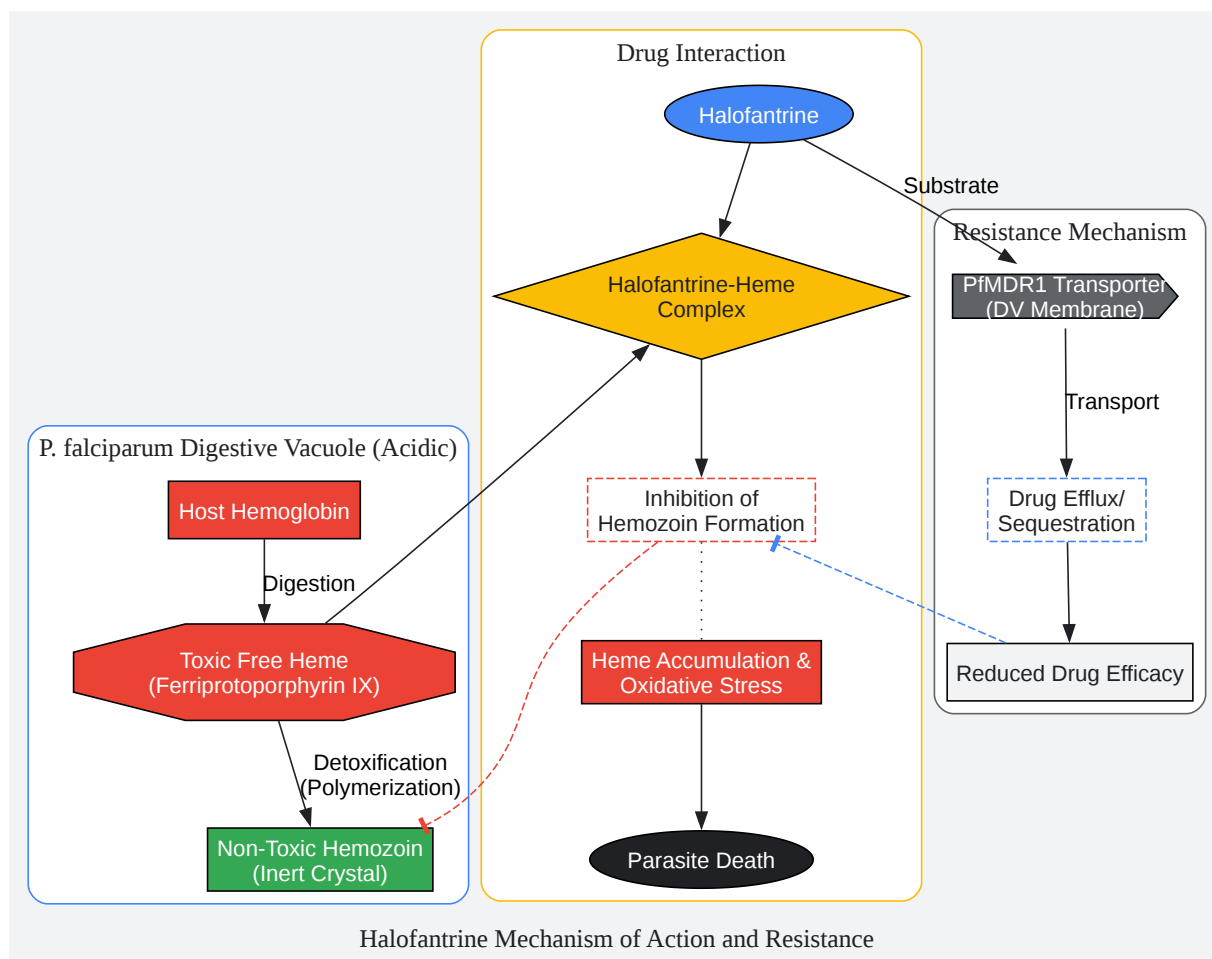 Drug Interaction
Halofantrine
Substrate
Resistance Mechanism
Halofantrine-Heme
Complex
PfMDR1 Transporter
(DV Membrane)
Transport
P. falciparum Digestive Vacuole (Acidic)
Host Hemoglobin
Inhibition of
Hemozoin Formation
Drug Efflux/
Sequestration
Digestion
Toxic Free Heme
(Ferriprotoporphyrin IX)
Heme Accumulation &
Oxidative Stress
Reduced Drug Efficacy
Detoxification
(Polymerization)
Non-Toxic Hemozoin
(Inert Crystal)
Parasite Death
Halofantrine Mechanism of Action and Resistance